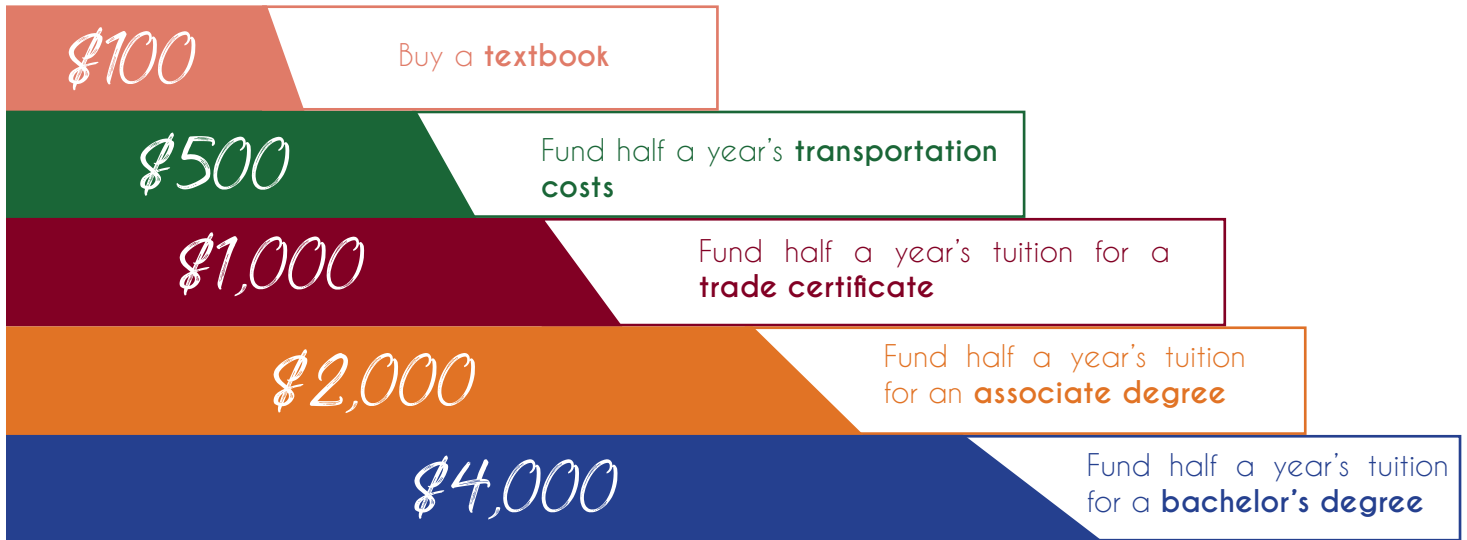 $100
Buy a textbook
$500
Fund half a year's transportation
costs
$1,000
Fund half a year's tuition for a
trade certificate
$2,000
Fund half a year's tuition
for an associate degree
$4,000
Fund half a year's tuition
for a bachelor's degree